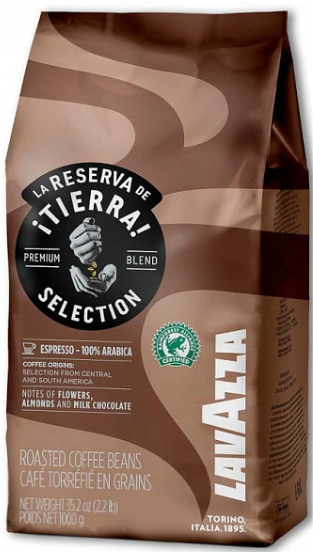 LA RESERVA DE
¡TIERRA!
PREMIUM BLEND
SELECTION
ESPRESSO - 100% ARABICA
COFFEE ORIGINS:
SELECTION FROM CENTRAL
AND SOUTH AMERICA
NOTES OF FLOWERS,
ALMONDS AND MILK CHOCOLATE
RAINFOREST ALLIANCE
CERTIFIED
LAVAZZA
TORINO,
ITALIA, 1895.
ROASTED COFFEE BEANS
CAFÉ TORRÉFIÉ EN GRAINS
NET WEIGHT 35.2 oz (2.2 lb)
POIDS NET 1000 g